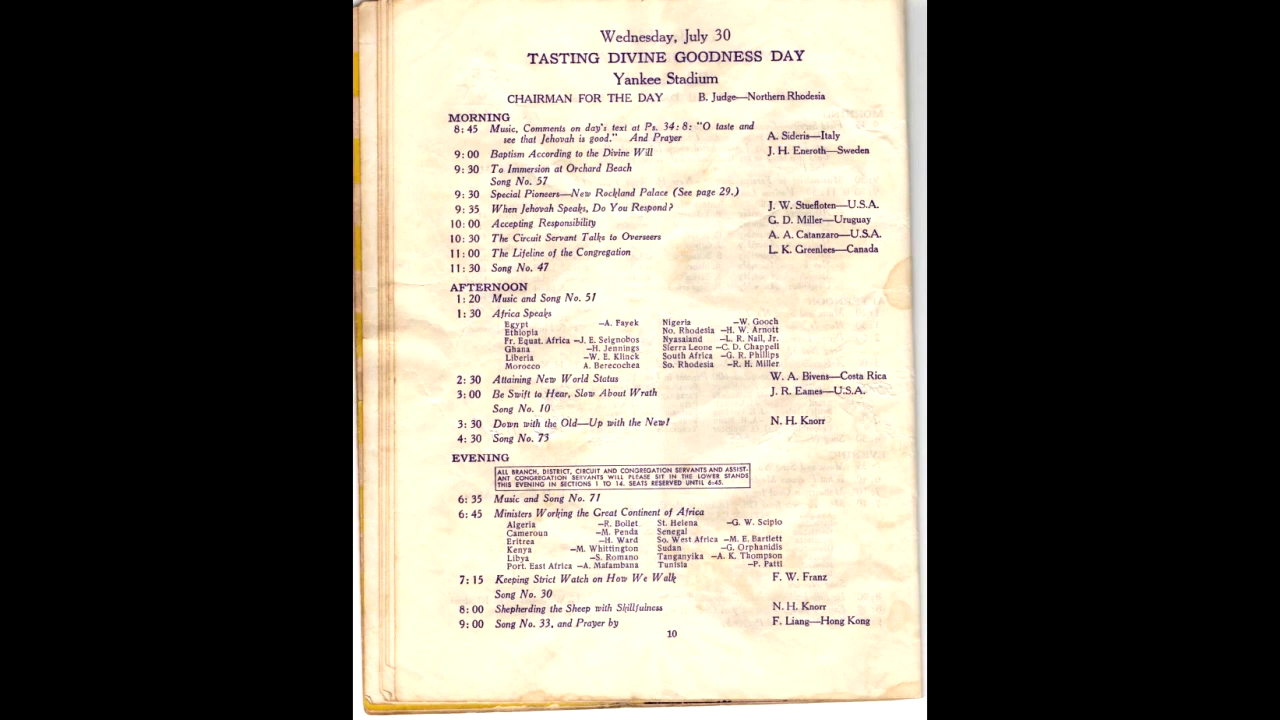 Wednesday, July 30
TASTING DIVINE GOODNESS DAY
Yankee Stadium
CHAIRMAN FOR THE DAY B. Judge—Northern Rhodesia
MORNING
8:45 Music, Comments on day's text at Ps. 34:8: "O taste and
see that Jehovah is good." And Prayer A. Sideris—Italy
9:00 Baptism According to the Divine Will J. H. Eneroth—Sweden
9:30 To Immersion at Orchard Beach
Song No. 57
9:30 Special Pioneers—New Rockland Palace (See page 29.)
9:35 When Jehovah Speaks, Do You Respond? J. W. Stuefloten—U.S.A.
10:00 Accepting Responsibility G. D. Miller—Uruguay
10:30 The Circuit Servant Talks to Overseers A. A. Catanzaro—U.S.A.
11:00 The Lifeline of the Congregation L. K. Greenlees—Canada
11:30 Song No. 47
AFTERNOON
1:20 Music and Song No. 51
1:30 Africa Speaks
Egypt —A. Fayek Nigeria —W. Gooch
Ethiopia No. Rhodesia —H. W. Arnott
Fr. Equat. Africa —J. E. Seignobos Nyasaland —L. R. Nail, Jr.
Ghana —H. Jennings Sierra Leone —C. D. Chappell
Liberia —W. E. Klinck South Africa —G. R. Phillips
Morocco A. Berecochea So. Rhodesia —R. H. Miller
2:30 Attaining New World Status W. A. Bivens—Costa Rica
3:00 Be Swift to Hear, Slow About Wrath J. R. Eames—U.S.A.
Song No. 10
3:30 Down with the Old—Up with the New! N. H. Knorr
4:30 Song No. 73
EVENING
ALL BRANCH, DISTRICT, CIRCUIT AND CONGREGATION SERVANTS AND ASSIST-
ANT CONGREGATION SERVANTS WILL PLEASE SIT IN THE LOWER STANDS
THIS EVENING IN SECTIONS 1 TO 14. SEATS RESERVED UNTIL 6:45.
6:35 Music and Song No. 71
6:45 Ministers Working the Great Continent of Africa
Algeria —R. Bollet St. Helena —G. W. Scipio
Cameroun —M. Penda Senegal
Eritrea —H. Ward So. West Africa —M. E. Bartlett
Kenya —M. Whittington Sudan —G. Orphanidis
Libya —S. Romano Tanganyika —A. K. Thompson
Port. East Africa —A. Mafambana Tunisia —P. Patti
7:15 Keeping Strict Watch on How We Walk F. W. Franz
Song No. 30
8:00 Shepherding the Sheep with Skillfulness N. H. Knorr
9:00 Song No. 33, and Prayer by F. Liang—Hong Kong
10